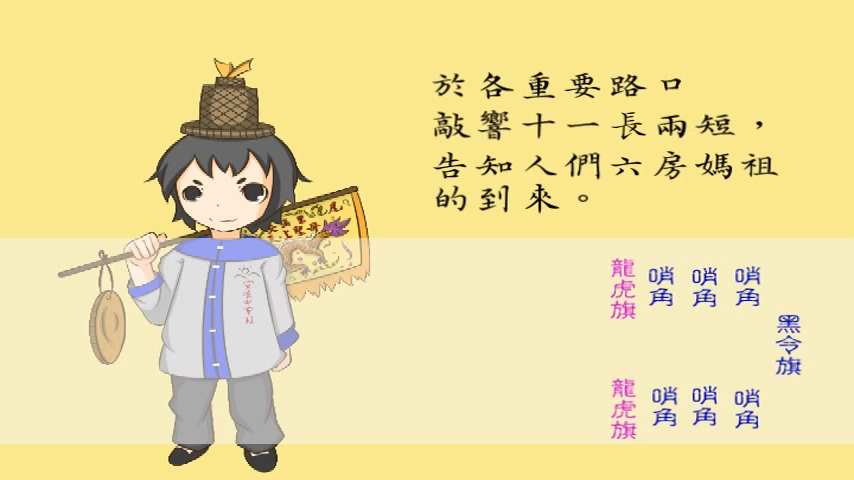 於各重要路口
敲響十一長兩短，
告知人們六房媽祖
的到來。
龍虎旗
哨角
哨角
哨角
黑令旗
龍虎旗
哨角
哨角
哨角